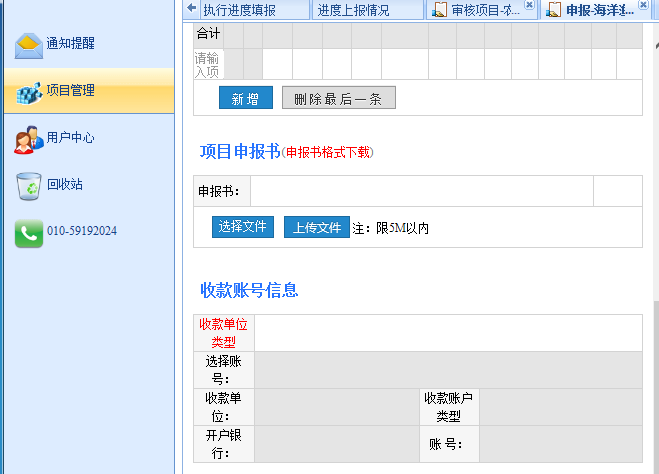 执行进度填报
进度上报情况
审核项目-农...
申报-海洋渔...
通知提醒
项目管理
用户中心
回收站
010-59192024
合计
请输
入项
新增
删除最后一条
项目申报书(申报书格式下载)
申报书：
选择文件
上传文件
注：限5M以内
收款账号信息
收款单位
类型
选择账
号：
收款单
位：
收款账户
类型
开户银
行：
账 号：